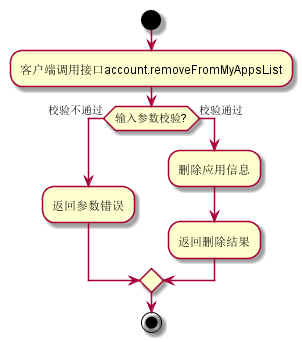 客户端调用接口account.removeFromMyAppsList
校验不通过
输入参数校验?
校验通过
返回参数错误
删除应用信息
返回删除结果